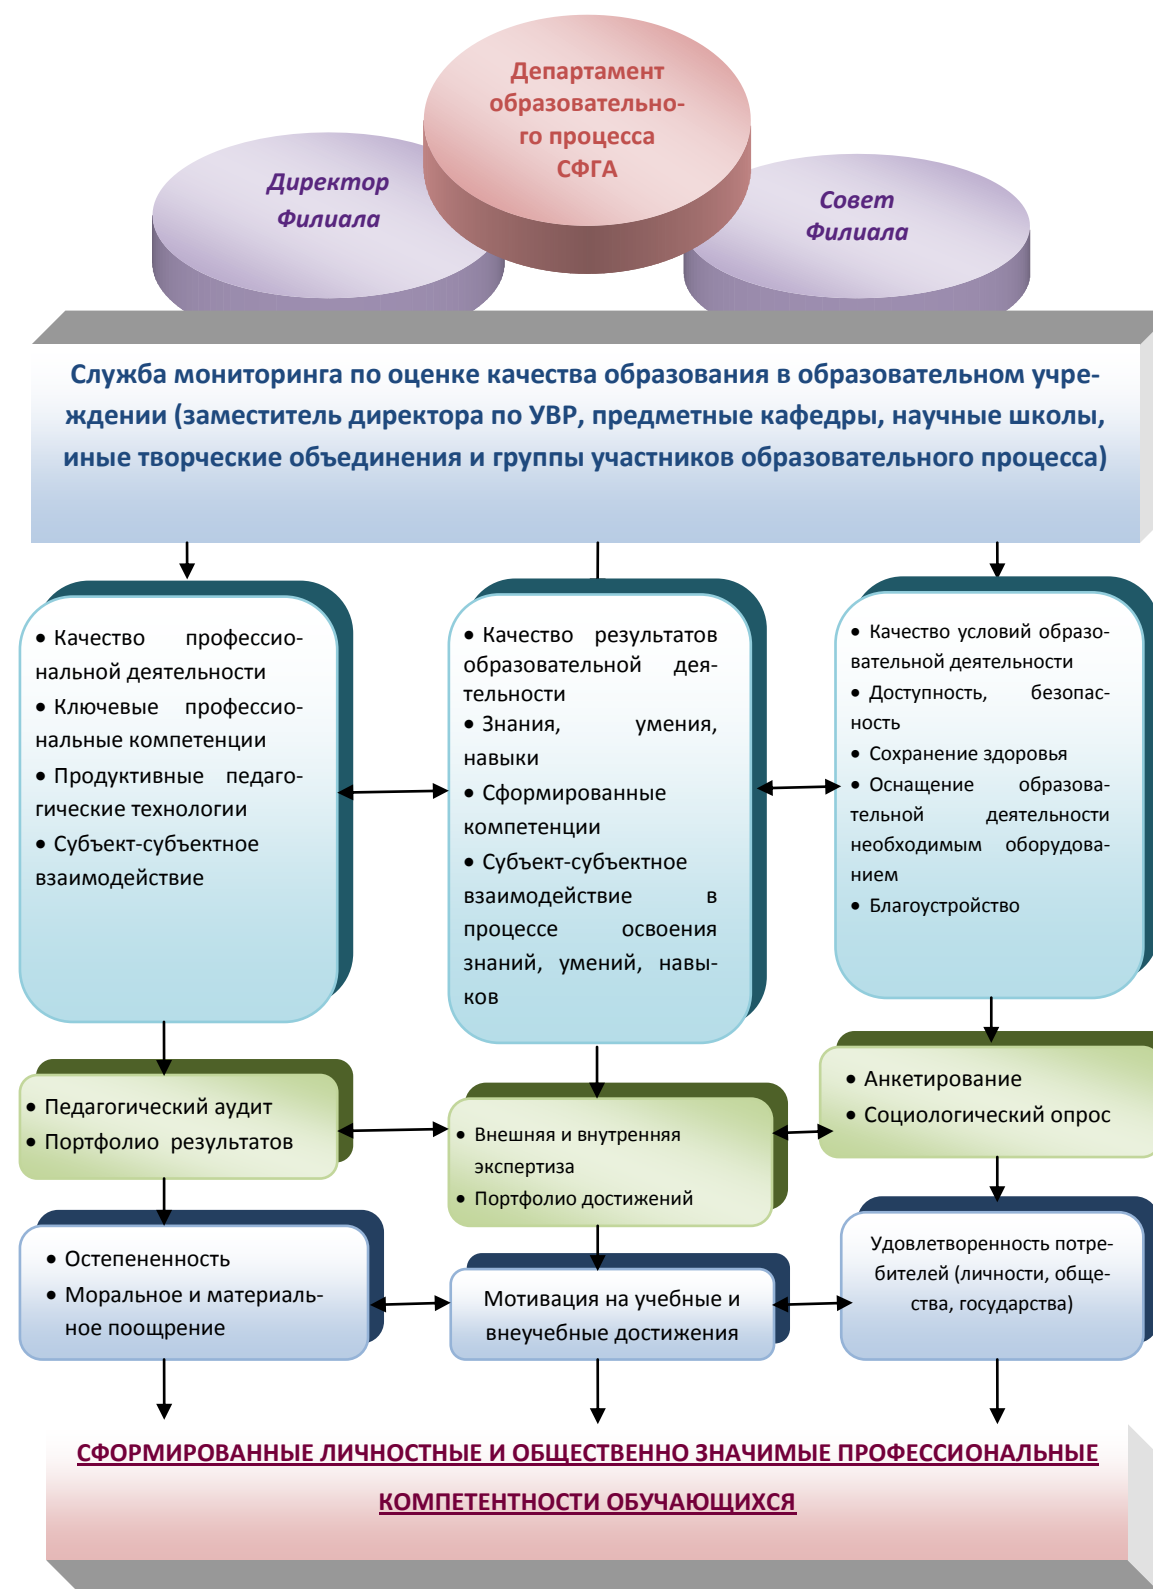 Департамент
образовательно-
го процесса
СФГА
Директор
Филиала
Совет
Филиала
Служба мониторинга по оценке качества образования в образовательном учре-
ждении (заместитель директора по УВР, предметные кафедры, научные школы,
иные творческие объединения и группы участников образовательного процесса)
• Качество профессио-
нальной деятельности
• Ключевые профессио-
нальные компетенции
• Продуктивные педаго-
гические технологии
• Субъект-субъектное
взаимодействие
• Качество результатов
образовательной дея-
тельности
• Знания, умения,
навыки
• Сформированные
компетенции
• Субъект-субъектное
взаимодействие в
процессе освоения
знаний, умений, навы-
ков
• Качество условий образо-
вательной деятельности
• Доступность, безопас-
ность
• Сохранение здоровья
• Оснащение образова-
тельной деятельности
необходимым оборудова-
нием
• Благоустройство
• Педагогический аудит
• Портфолио результатов
• Внешняя и внутренняя
экспертиза
• Портфолио достижений
• Анкетирование
• Социологический опрос
• Остепененность
• Моральное и материаль-
ное поощрение
Мотивация на учебные и
внеучебные достижения
Удовлетворенность потре-
бителей (личности, обще-
ства, государства)
СФОРМИРОВАННЫЕ ЛИЧНОСТНЫЕ И ОБЩЕСТВЕННО ЗНАЧИМЫЕ ПРОФЕССИОНАЛЬНЫЕ
КОМПЕТЕНТНОСТИ ОБУЧАЮЩИХСЯ